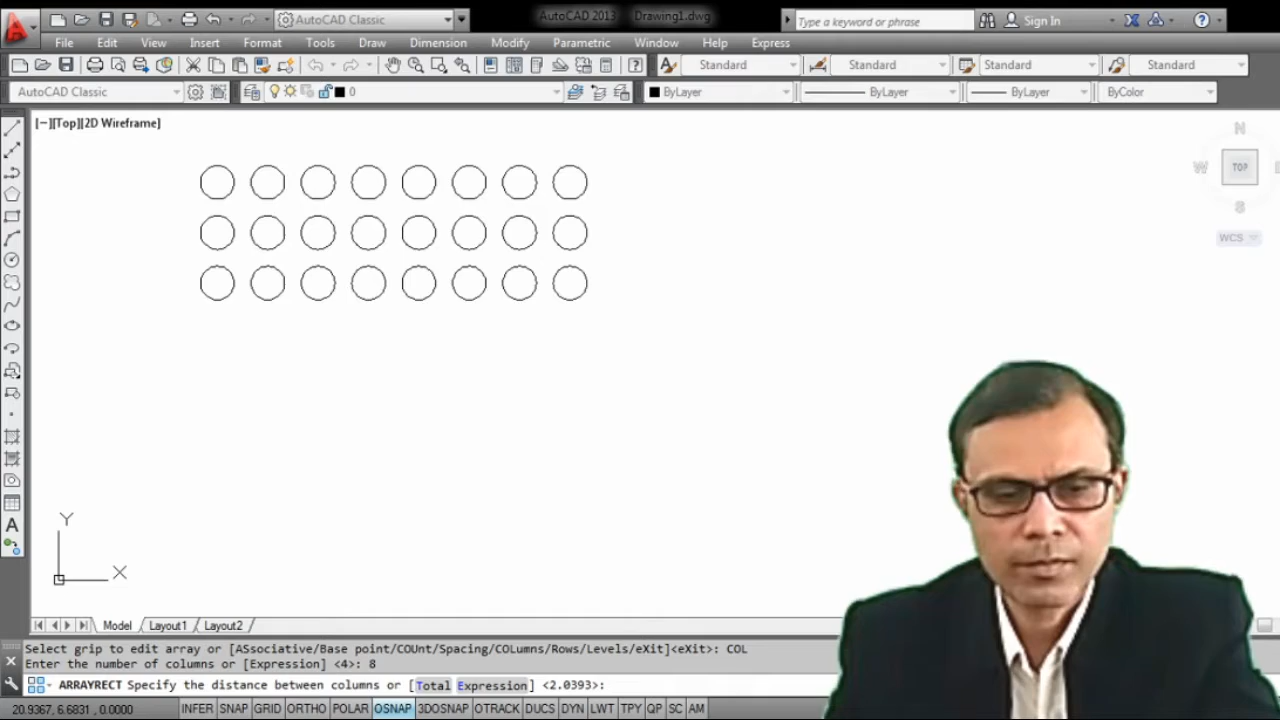 AutoCAD Classic
AutoCAD 2013 Drawing1.dwg
Type a keyword or phrase
Sign In
File Edit View Insert Format Tools Draw Dimension Modify Parametric Window Help Express
Standard Standard Standard Standard
AutoCAD Classic 0 ByLayer ByLayer ByLayer ByColor
[−][Top][2D Wireframe]
N
W TOP
S
WCS
Y
X
A
Model Layout1 Layout2
Select grip to edit array or [ASsociative/Base point/COUnt/Spacing/COLumns/Rows/Levels/eXit]<eXit>: COL
Enter the number of columns or [Expression] <4>: 8
ARRAYRECT Specify the distance between columns or [Total Expression] <2.0393>:
20.9367, 6.6831 , 0.0000 INFER SNAP GRID ORTHO POLAR OSNAP 3DOSNAP OTRACK DUCS DYN LWT TPY QP SC AM